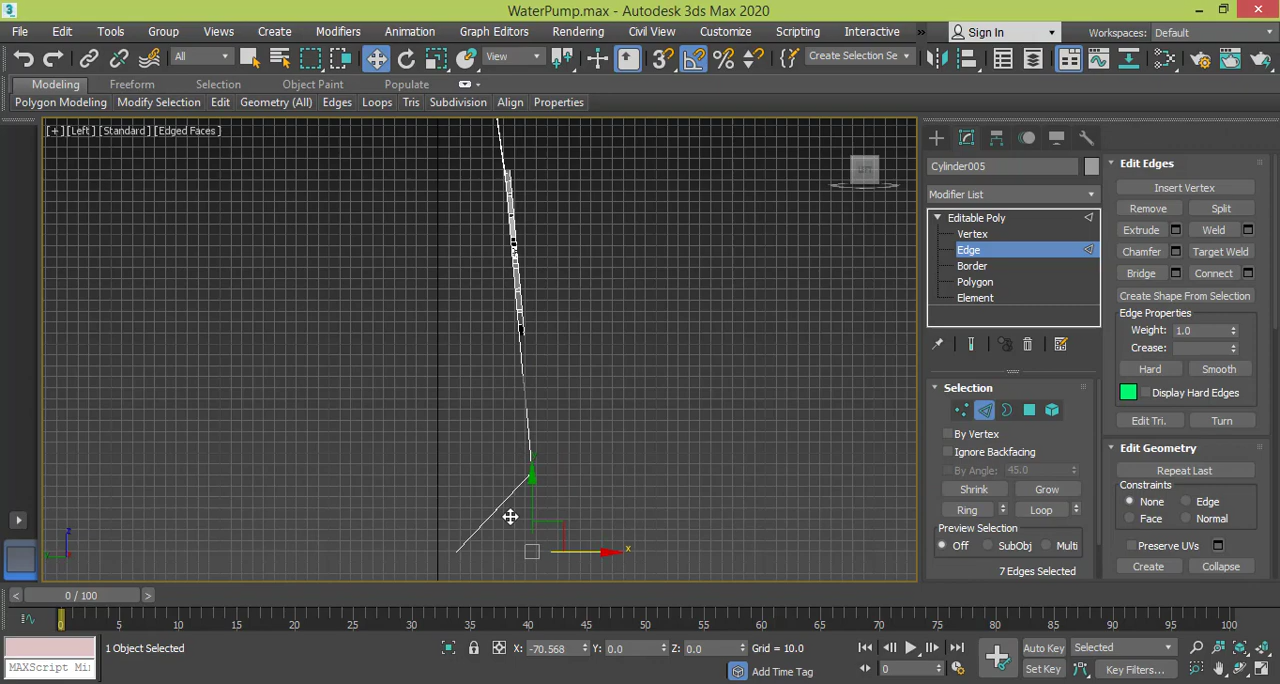 WaterPump.max - Autodesk 3ds Max 2020
File Edit Tools Group Views Create Modifiers Animation Graph Editors Rendering Civil View Customize Scripting Interactive Sign In Workspaces: Default
All View Create Selection Se
Modeling Freeform Selection Object Paint Populate
Polygon Modeling Modify Selection Edit Geometry (All) Edges Loops Tris Subdivision Align Properties
[+] [Left] [Standard] [Edged Faces]
Cylinder005
Modifier List
Editable Poly
Vertex
Edge
Border
Polygon
Element
Selection
By Vertex
Ignore Backfacing
By Angle: 45.0
Shrink Grow
Ring Loop
Preview Selection
Off SubObj Multi
7 Edges Selected
Edit Edges
Insert Vertex
Remove Split
Extrude Weld
Chamfer Target Weld
Bridge Connect
Create Shape From Selection
Edge Properties
Weight: 1.0
Crease:
Hard Smooth
Display Hard Edges
Edit Tri. Turn
Edit Geometry
Repeat Last
Constraints
None Edge
Face Normal
Preserve UVs
Create Collapse
x
z
0 / 100
0 5 10 15 20 25 30 35 40 45 50 55 60 65 70 75 80 85 90 95 100
MAXScript Mi
1 Object Selected
X: -70.568 Y: 0.0 Z: 0.0 Grid = 10.0
Add Time Tag
0
Auto Key Selected
Set Key Key Filters...